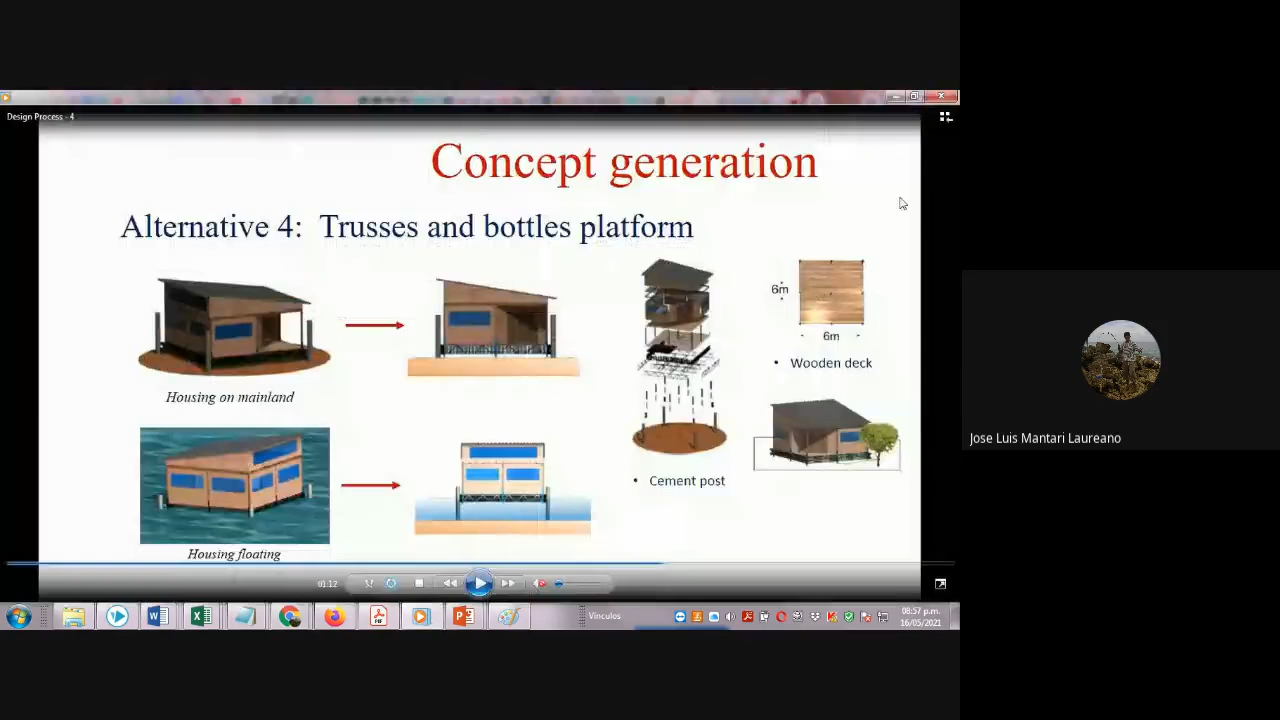 Design Process - 4
Concept generation
Alternative 4: Trusses and bottles platform
6m
6m
• Wooden deck
Housing on mainland
• Cement post
Housing floating
01:12
Vínculos
08:57 p.m.
16/05/2021
Jose Luis Mantari Laureano